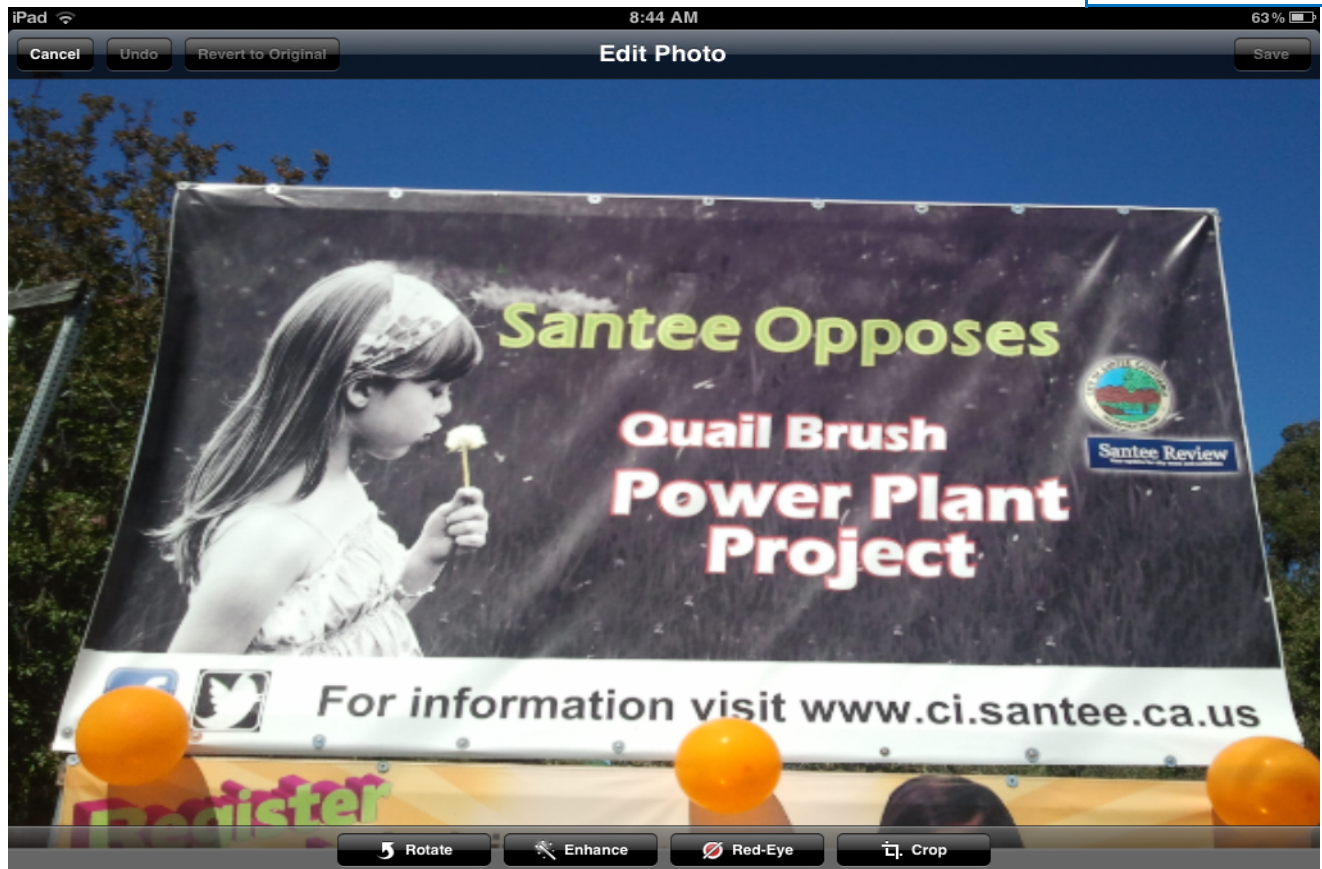 iPad 8:44 AM 63%
Cancel Undo Revert to Original Edit Photo Save
Santee Opposes
Quail Brush
Power Plant
Project
Santee Review
For information visit www.ci.santee.ca.us
Register
Rotate Enhance Red-Eye Crop